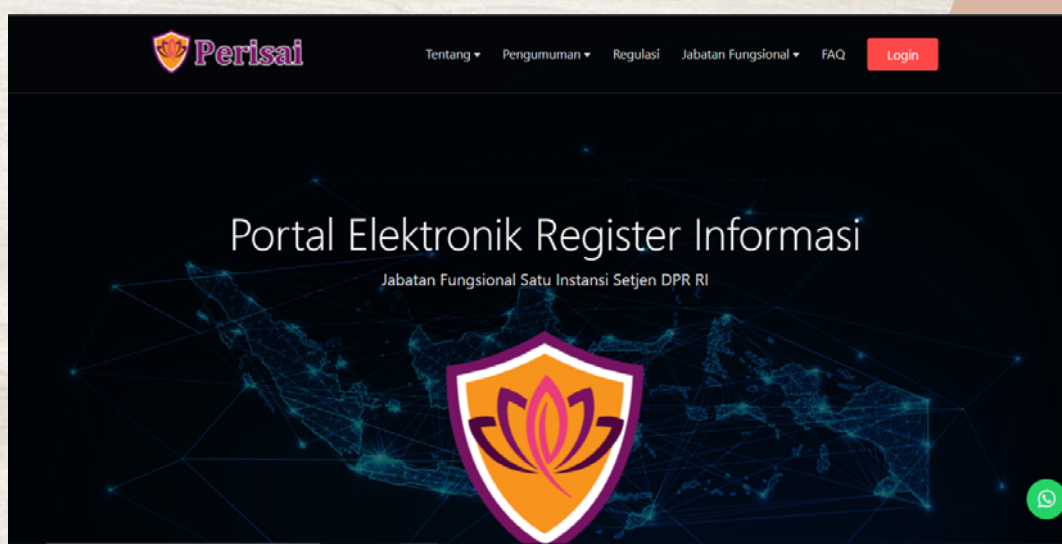 Perisai
Tentang Pengumuman Regulasi Jabatan Fungsional FAQ Login
Portal Elektronik Register Informasi
Jabatan Fungsional Satu Instansi Setjen DPR RI